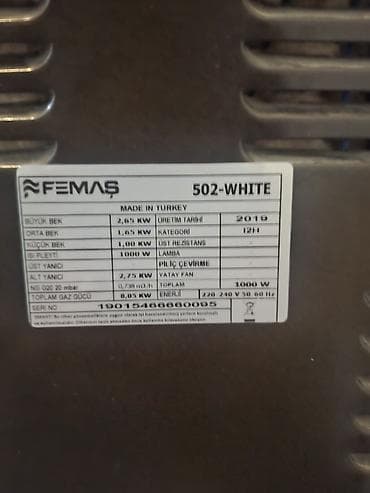 FEMAŞ 502-WHITE
MADE IN TURKEY
BÜYÜK BEK 2,65 KW ÜRETİM TARİHİ 2019
ORTA BEK 1,65 KW KATEGORİ I2H
KÜÇÜK BEK 1,00 KW ÜST REZİSTANS -
ISI PLEYTİ 1000 W LAMBA -
ÜST YANICI - PİLİÇ ÇEVİRME -
ALT YANICI 2,75 KW YATAY FAN -
NG G20 20 mbar 0,738 m3/h TOPLAM 1000 W
TOPLAM GAZ GÜCÜ 8,05 KW ENERJİ 220-240 V 50-60 Hz
SERİ NO 19015466660095